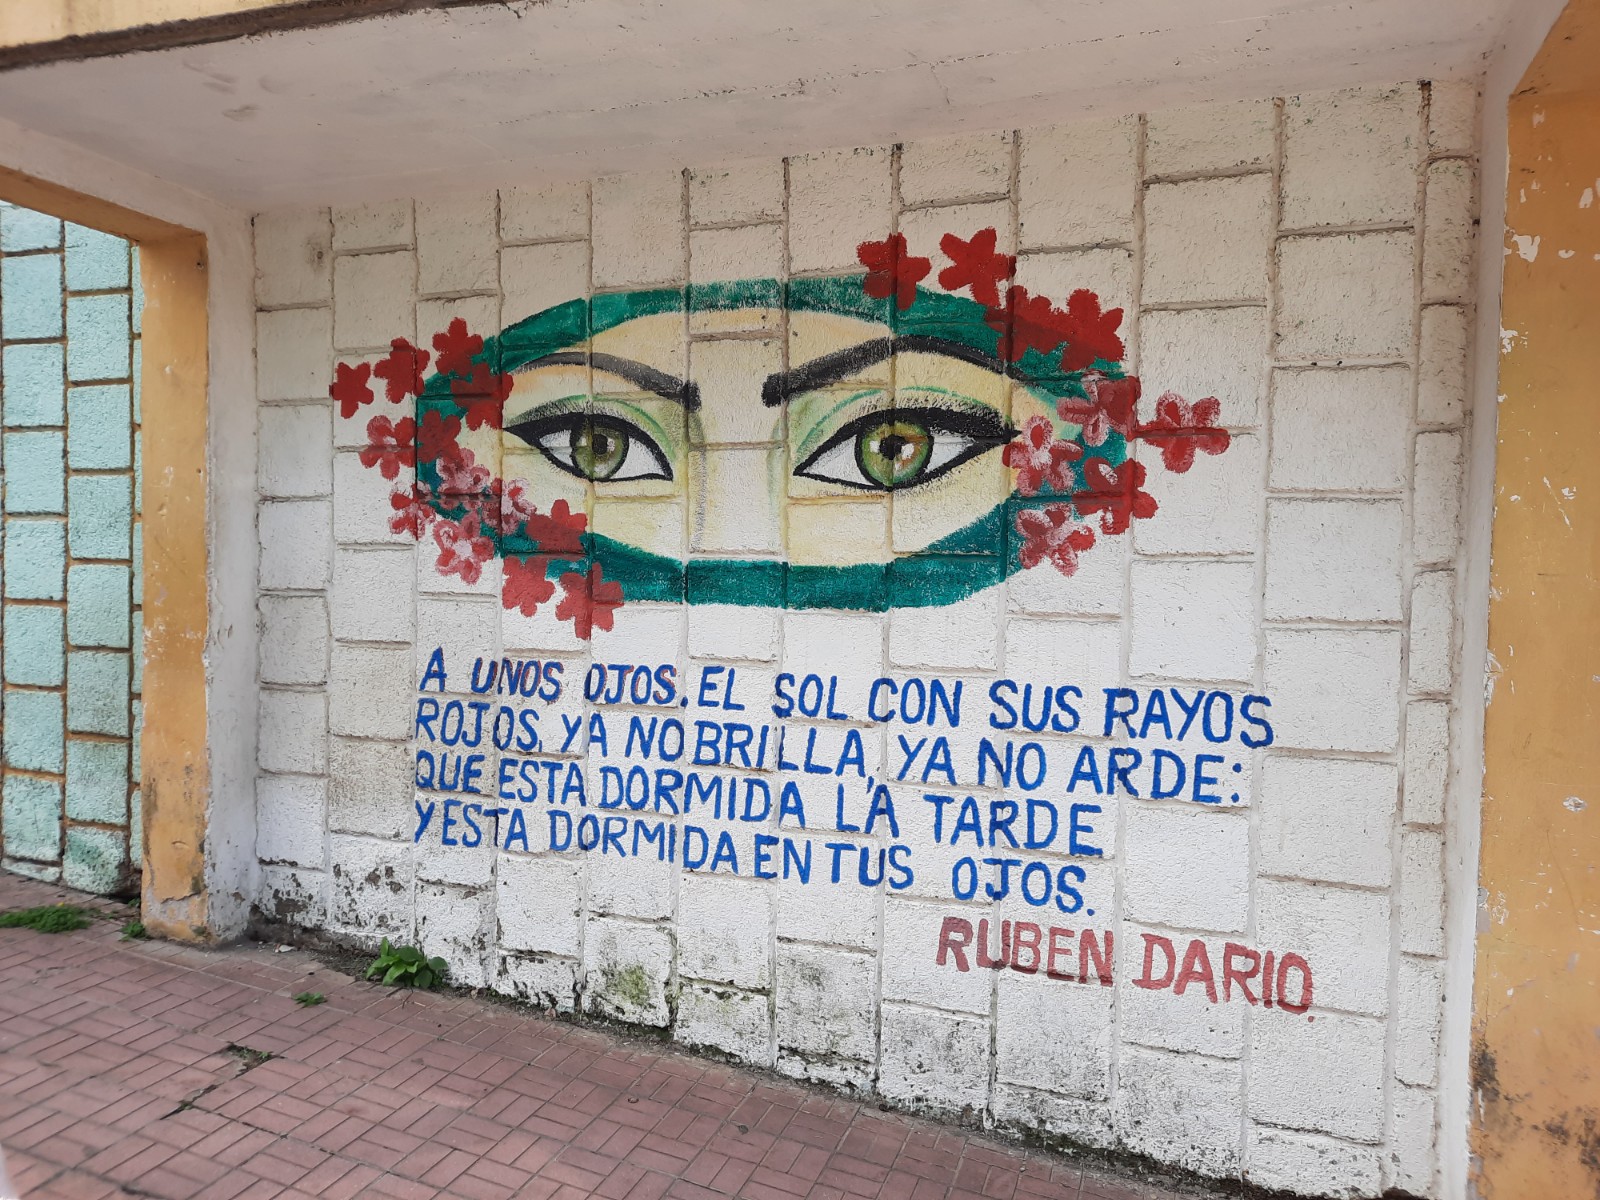 A UNOS OJOS. EL SOL CON SUS RAYOS
ROJOS, YA NO BRILLA, YA NO ARDE:
QUE ESTA DORMIDA LA TARDE
Y ESTA DORMIDA EN TUS OJOS.
RUBEN DARIO.